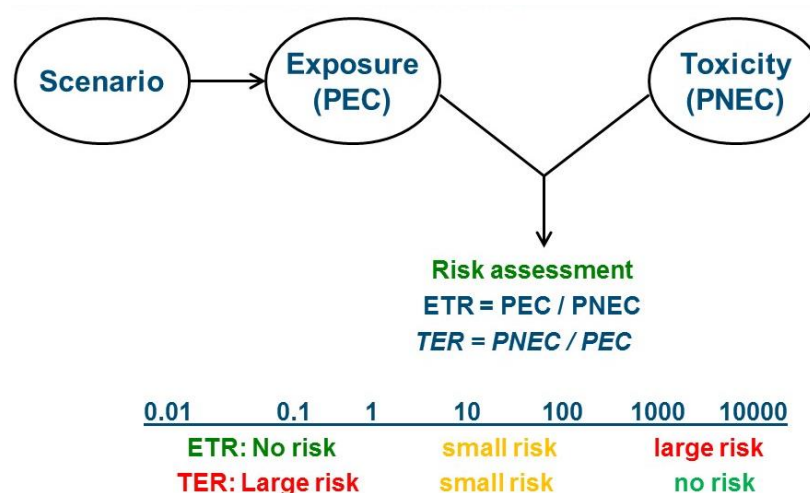 Scenario
Exposure
(PEC)
Toxicity
(PNEC)
Risk assessment
ETR = PEC / PNEC
TER = PNEC / PEC
0.01 0.1 1 10 100 1000 10000
ETR: No risk small risk large risk
TER: Large risk small risk no risk